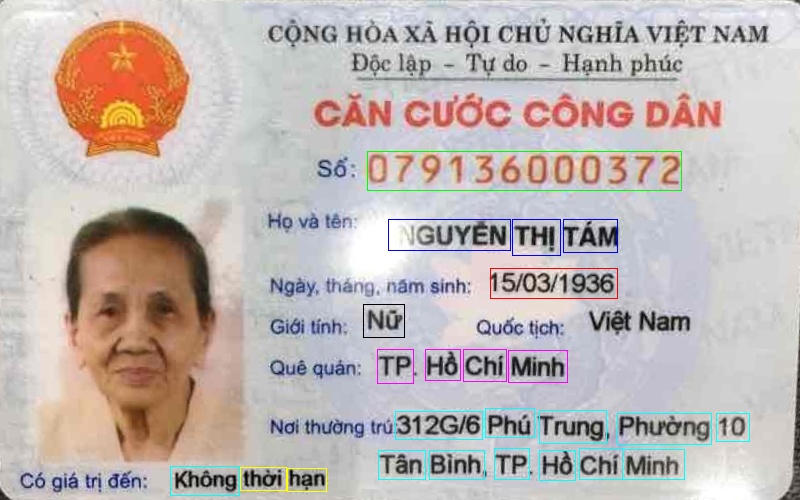 CỘNG HÒA XÃ HỘI CHỦ NGHĨA VIỆT NAM
Độc lập - Tự do - Hạnh phúc
CĂN CƯỚC CÔNG DÂN
Số: 079136000372
Họ và tên: NGUYỄN THỊ TÁM
Ngày, tháng, năm sinh: 15/03/1936
Giới tính: Nữ Quốc tịch: Việt Nam
Quê quán: TP. Hồ Chí Minh
Nơi thường trú: 312G/6 Phú Trung, Phường 10
Tân Bình, TP. Hồ Chí Minh
Có giá trị đến: Không thời hạn